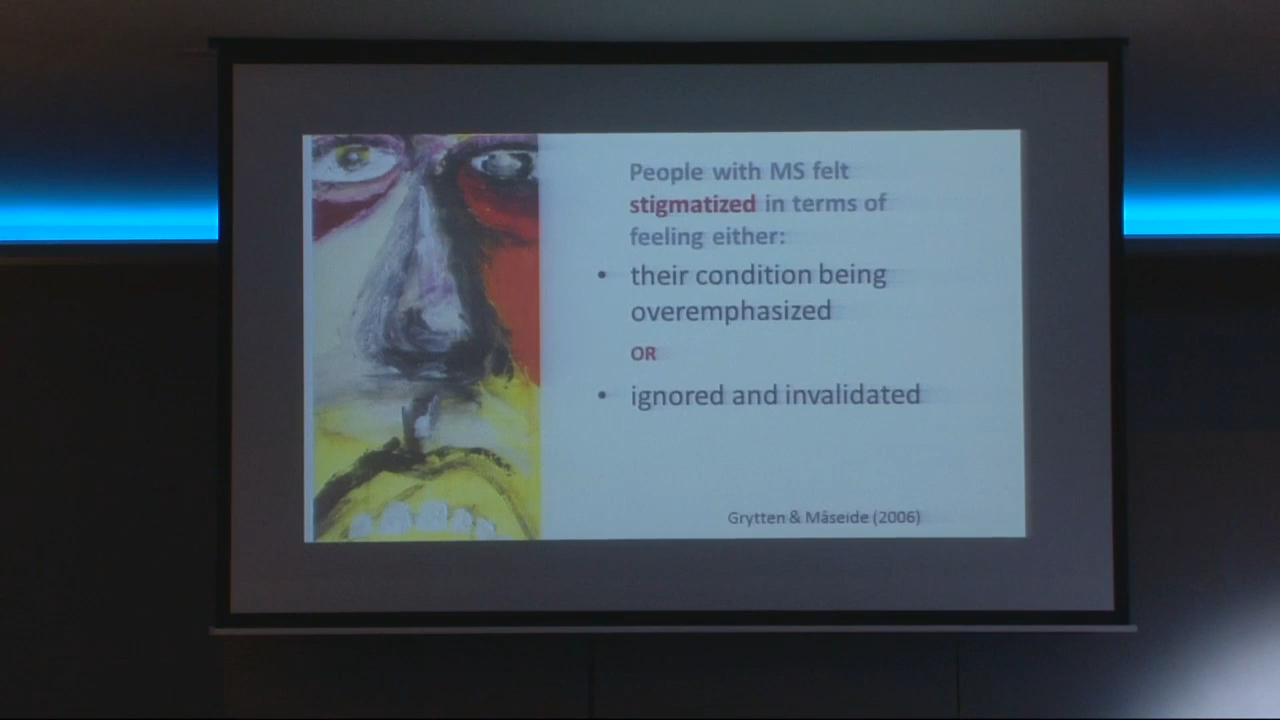 People with MS felt
stigmatized in terms of
feeling either:
• their condition being
overemphasized
OR
• ignored and invalidated
Grytten & Måseide (2006)